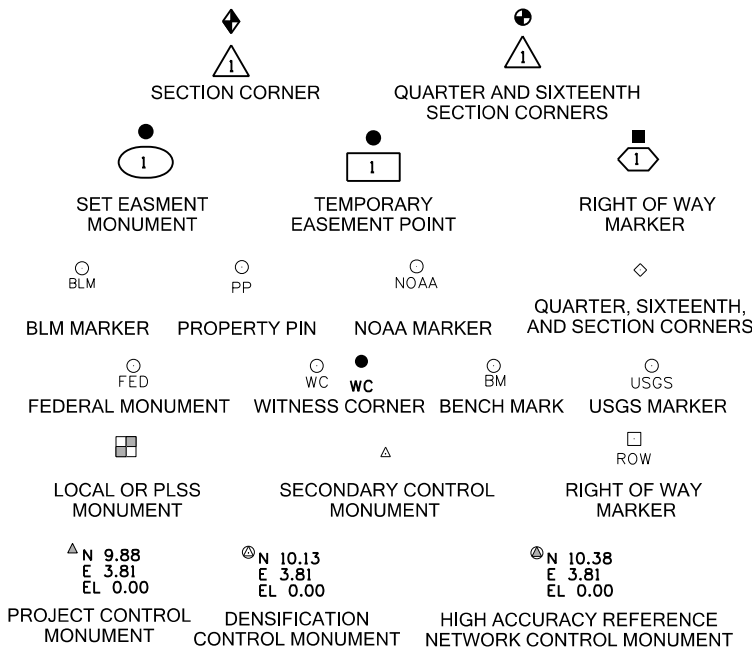 1
SECTION CORNER
1
QUARTER AND SIXTEENTH
SECTION CORNERS
1
SET EASMENT
MONUMENT
1
TEMPORARY
EASEMENT POINT
1
RIGHT OF WAY
MARKER
BLM
BLM MARKER
PP
PROPERTY PIN
NOAA
NOAA MARKER
QUARTER, SIXTEENTH,
AND SECTION CORNERS
FED
FEDERAL MONUMENT
WC
WC
WITNESS CORNER
BM
BENCH MARK
USGS
USGS MARKER
LOCAL OR PLSS
MONUMENT
SECONDARY CONTROL
MONUMENT
ROW
RIGHT OF WAY
MARKER
N 9.88
E 3.81
EL 0.00
PROJECT CONTROL
MONUMENT
N 10.13
E 3.81
EL 0.00
DENSIFICATION
CONTROL MONUMENT
N 10.38
E 3.81
EL 0.00
HIGH ACCURACY REFERENCE
NETWORK CONTROL MONUMENT